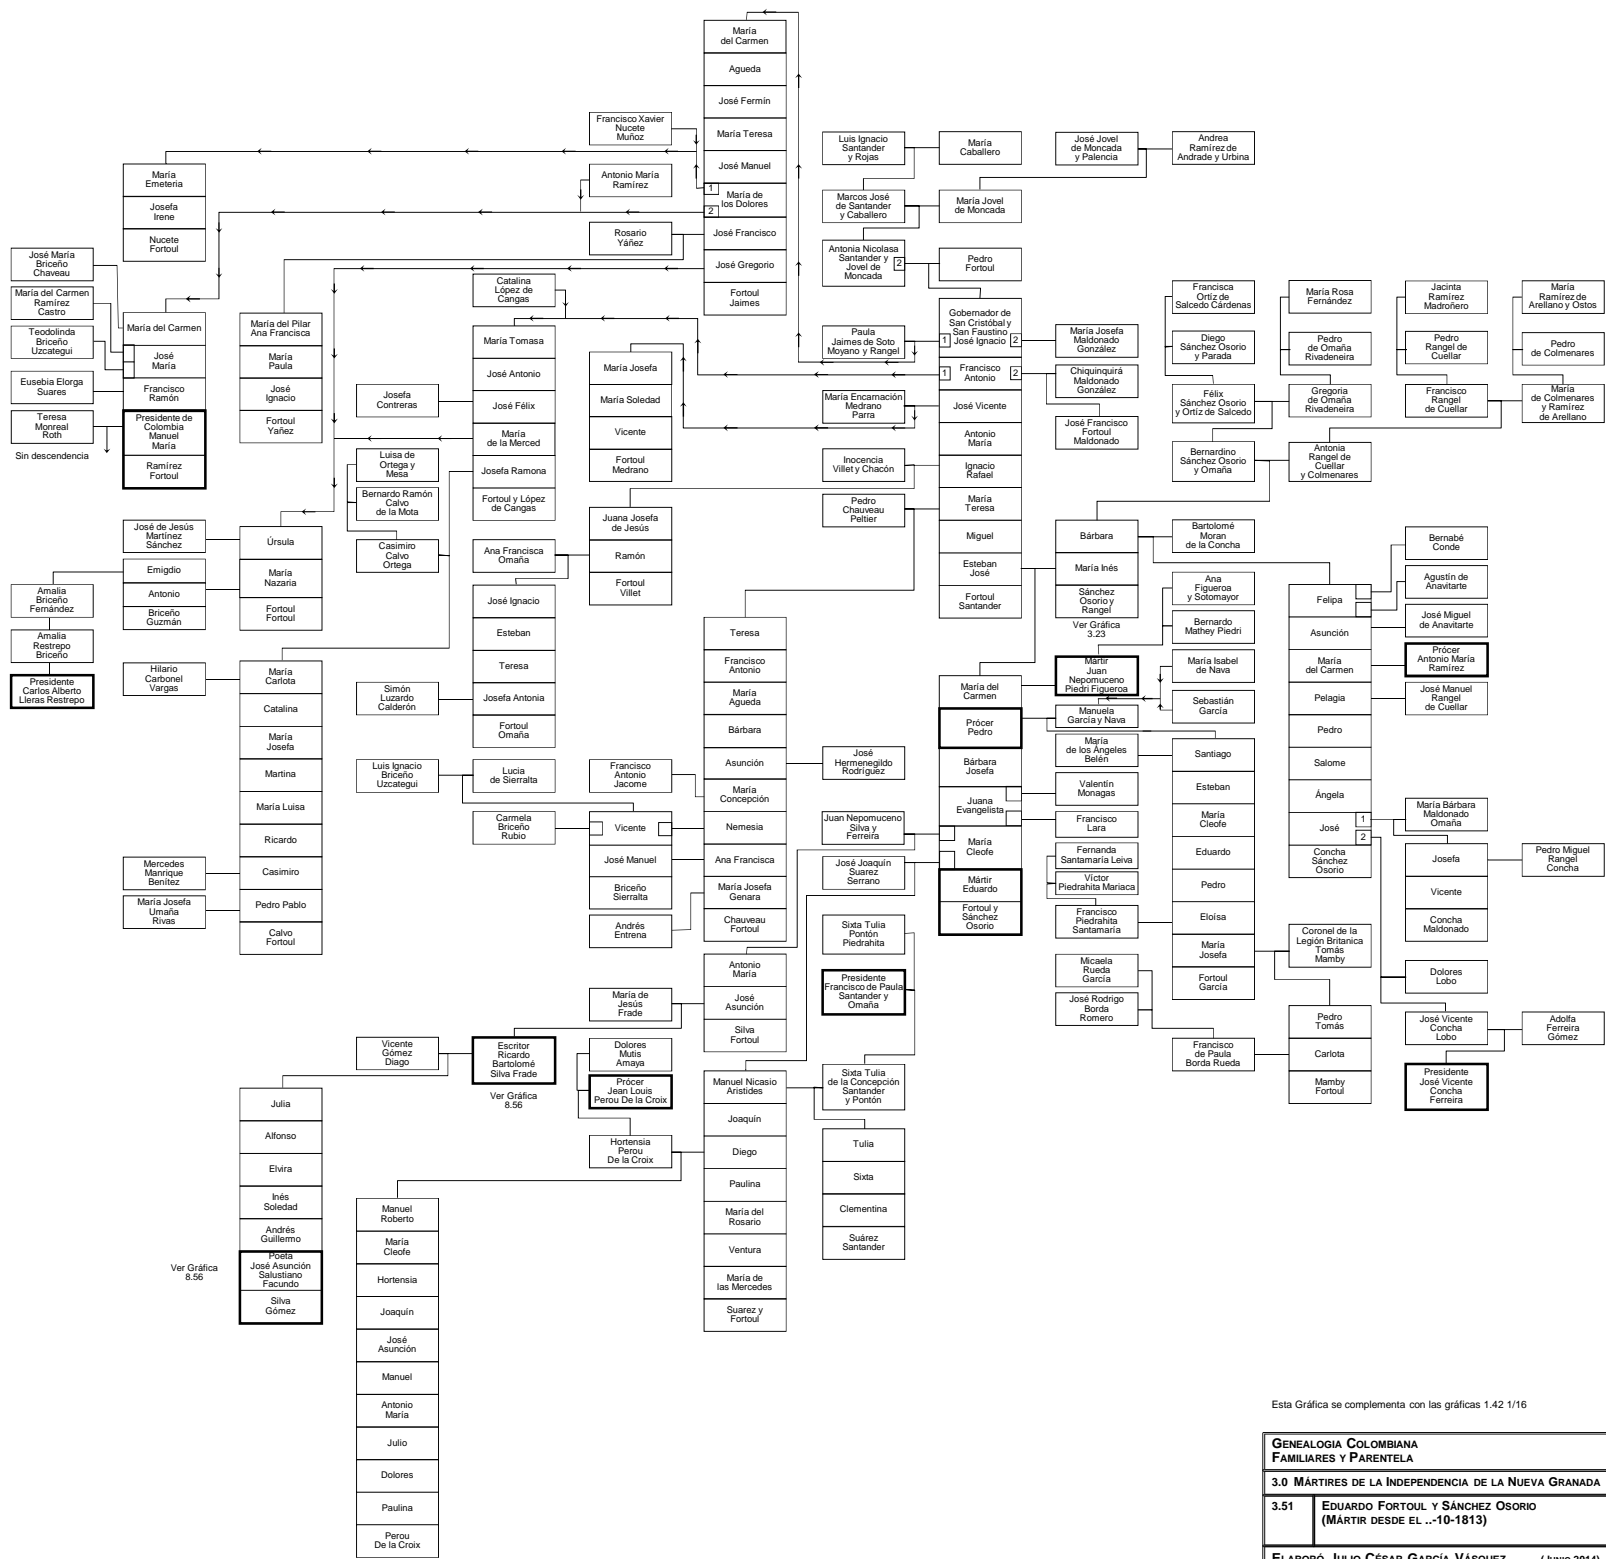 María
del Carmen
Agueda
José Fermín
María Teresa
José Manuel
1
María de
los Dolores
2
José Francisco
José Gregorio
Fortoul
Jaimes
Francisco Xavier
Nucete
Muñoz
Antonio María
Ramírez
Rosario
Yáñez
María
Emeteria
Josefa
Irene
Nucete
Fortoul
José María
Briceño
Chaveau
María del Carmen
Ramírez
Castro
Teodolinda
Briceño
Uzcategui
Eusebia Elorga
Suares
Teresa
Monreal
Roth
Sin descendencia
María del Carmen
José
María
Francisco
Ramón
Presidente de
Colombia
Manuel
María
Ramírez
Fortoul
María del Pilar
Ana Francisca
María
Paula
José
Ignacio
Fortoul
Yañez
Catalina
López de
Cangas
María Tomasa
José Antonio
José Félix
María
de la Merced
Josefa Ramona
Fortoul y López
de Cangas
Josefa
Contreras
Luisa de
Ortega y
Mesa
Bernardo Ramón
Calvo
de la Mota
Casimiro
Calvo
Ortega
María Josefa
María Soledad
Vicente
Fortoul
Medrano
Luis Ignacio
Santander
y Rojas
María
Caballero
José Jovel
de Moncada
y Palencia
Andrea
Ramírez de
Andrade y Urbina
Marcos José
de Santander
y Caballero
María Jovel
de Moncada
Antonia Nicolasa
Santander y
Jovel de
Moncada
2
Pedro
Fortoul
Paula
Jaimes de Soto
Moyano y Rangel
Gobernador de
San Cristóbal y
San Faustino
José Ignacio
1
2
Francisco
Antonio
1
2
José Vicente
Antonio
María
Ignacio
Rafael
María
Teresa
Miguel
Esteban
José
Fortoul
Santander
María Josefa
Maldonado
González
Chiquinquirá
Maldonado
González
José Francisco
Fortoul
Maldonado
María Encarnación
Medrano
Parra
Inocencia
Villet y Chacón
Pedro
Chauveau
Peltier
Francisca
Ortíz de
Salcedo Cárdenas
Diego
Sánchez Osorio
y Parada
Félix
Sánchez Osorio
y Ortíz de Salcedo
María Rosa
Fernández
Pedro
de Omaña
Rivadeneira
Gregoria
de Omaña
Rivadeneira
Jacinta
Ramírez
Madroñero
Pedro
Rangel de
Cuellar
Francisco
Rangel
de Cuellar
María
Ramírez de
Arellano y Ostos
Pedro
de Colmenares
María
de Colmenares
y Ramírez
de Arellano
Bernardino
Sánchez Osorio
y Omaña
Antonia
Rangel de
Cuellar
y Colmenares
José de Jesús
Martínez
Sánchez
Úrsula
María
Nazaria
Fortoul
Fortoul
Emigdio
Antonio
Briceño
Guzmán
Amalia
Briceño
Fernández
Amalia
Restrepo
Briceño
Presidente
Carlos Alberto
Lleras Restrepo
Ana Francisca
Omaña
Juana Josefa
de Jesús
Ramón
Fortoul
Villet
José Ignacio
Esteban
Teresa
Josefa Antonia
Fortoul
Omaña
Simón
Luzardo
Calderón
Bárbara
María Inés
Sánchez
Osorio y
Rangel
Ver Gráfica
3.23
Bartolomé
Moran
de la Concha
Ana
Figueroa
y Sotomayor
Bernardo
Mathey Piedri
Mártir
Juan
Nepomuceno
Piedri Figueroa
María Isabel
de Nava
Sebastián
García
Manuela
García y Nava
Felipa
Asunción
María
del Carmen
Pelagia
Pedro
Salome
Ángela
José
1
2
Concha
Sánchez
Osorio
Bernabé
Conde
Agustín de
Anavitarte
José Miguel
de Anavitarte
Prócer
Antonio María
Ramírez
José Manuel
Rangel
de Cuellar
María Bárbara
Maldonado
Omaña
Josefa
Vicente
Concha
Maldonado
Pedro Miguel
Rangel
Concha
Dolores
Lobo
José Vicente
Concha
Lobo
Adolfa
Ferreira
Gómez
Presidente
José Vicente
Concha
Ferreira
Hilario
Carbonel
Vargas
María
Carlota
Catalina
María
Josefa
Martina
María Luisa
Ricardo
Casimiro
Pedro Pablo
Calvo
Fortoul
Mercedes
Manrique
Benítez
María Josefa
Umaña
Rivas
Teresa
Francisco
Antonio
María
Agueda
Bárbara
Asunción
María
Concepción
Nemesia
Ana Francisca
María Josefa
Genara
Chauveau
Fortoul
José
Hermenegildo
Rodríguez
Luis Ignacio
Briceño
Uzcategui
Lucia
de Sierralta
Francisco
Antonio
Jacome
Carmela
Briceño
Rubio
Vicente
José Manuel
Briceño
Sierralta
Andrés
Entrena
María del
Carmen
Prócer
Pedro
Bárbara
Josefa
Juana
Evangelista
María
Cleofe
Mártir
Eduardo
Fortoul y
Sánchez
Osorio
Juan Nepomuceno
Silva y
Ferreira
José Joaquín
Suarez
Serrano
María
de los Ángeles
Belén
Valentín
Monagas
Francisco
Lara
Fernanda
Santamaría Leiva
Víctor
Piedrahita Mariaca
Francisco
Piedrahita
Santamaría
Santiago
Esteban
María
Cleofe
Eduardo
Pedro
Eloísa
María
Josefa
Fortoul
García
Coronel de la
Legión Britanica
Tomás
Mamby
Micaela
Rueda
García
José Rodrigo
Borda
Romero
Francisco
de Paula
Borda Rueda
Pedro
Tomás
Carlota
Mamby
Fortoul
Sixta Tulia
Pontón
Piedrahita
Presidente
Francisco de Paula
Santander y
Omaña
Sixta Tulia
de la Concepción
Santander
y Pontón
Antonio
María
José
Asunción
Silva
Fortoul
María de
Jesús
Frade
Vicente
Gómez
Diago
Escritor
Ricardo
Bartolomé
Silva Frade
Ver Gráfica
8.56
Dolores
Mutis
Amaya
Prócer
Jean Louis
Perou De la Croix
Hortensia
Perou
De la Croix
Manuel Nicasio
Aristides
Joaquín
Diego
Paulina
María del
Rosario
Ventura
María de
las Mercedes
Suarez y
Fortoul
Tulia
Sixta
Clementina
Suárez
Santander
Julia
Alfonso
Elvira
Inés
Soledad
Andrés
Guillermo
Poeta
José Asunción
Salustiano
Facundo
Silva
Gómez
Ver Gráfica
8.56
Manuel
Roberto
María
Cleofe
Hortensia
Joaquín
José
Asunción
Manuel
Antonio
María
Julio
Dolores
Paulina
Perou
De la Croix
Esta Gráfica se complementa con las gráficas 1.42 1/16
GENEALOGIA COLOMBIANA
FAMILIARES Y PARENTELA
3.0 MÁRTIRES DE LA INDEPENDENCIA DE LA NUEVA GRANADA
3.51 EDUARDO FORTOUL Y SÁNCHEZ OSORIO
(MÁRTIR DESDE EL ..-10-1813)
ELABORÓ JULIO CÉSAR GARCÍA VÁSQUEZ (JUNIO 2014)